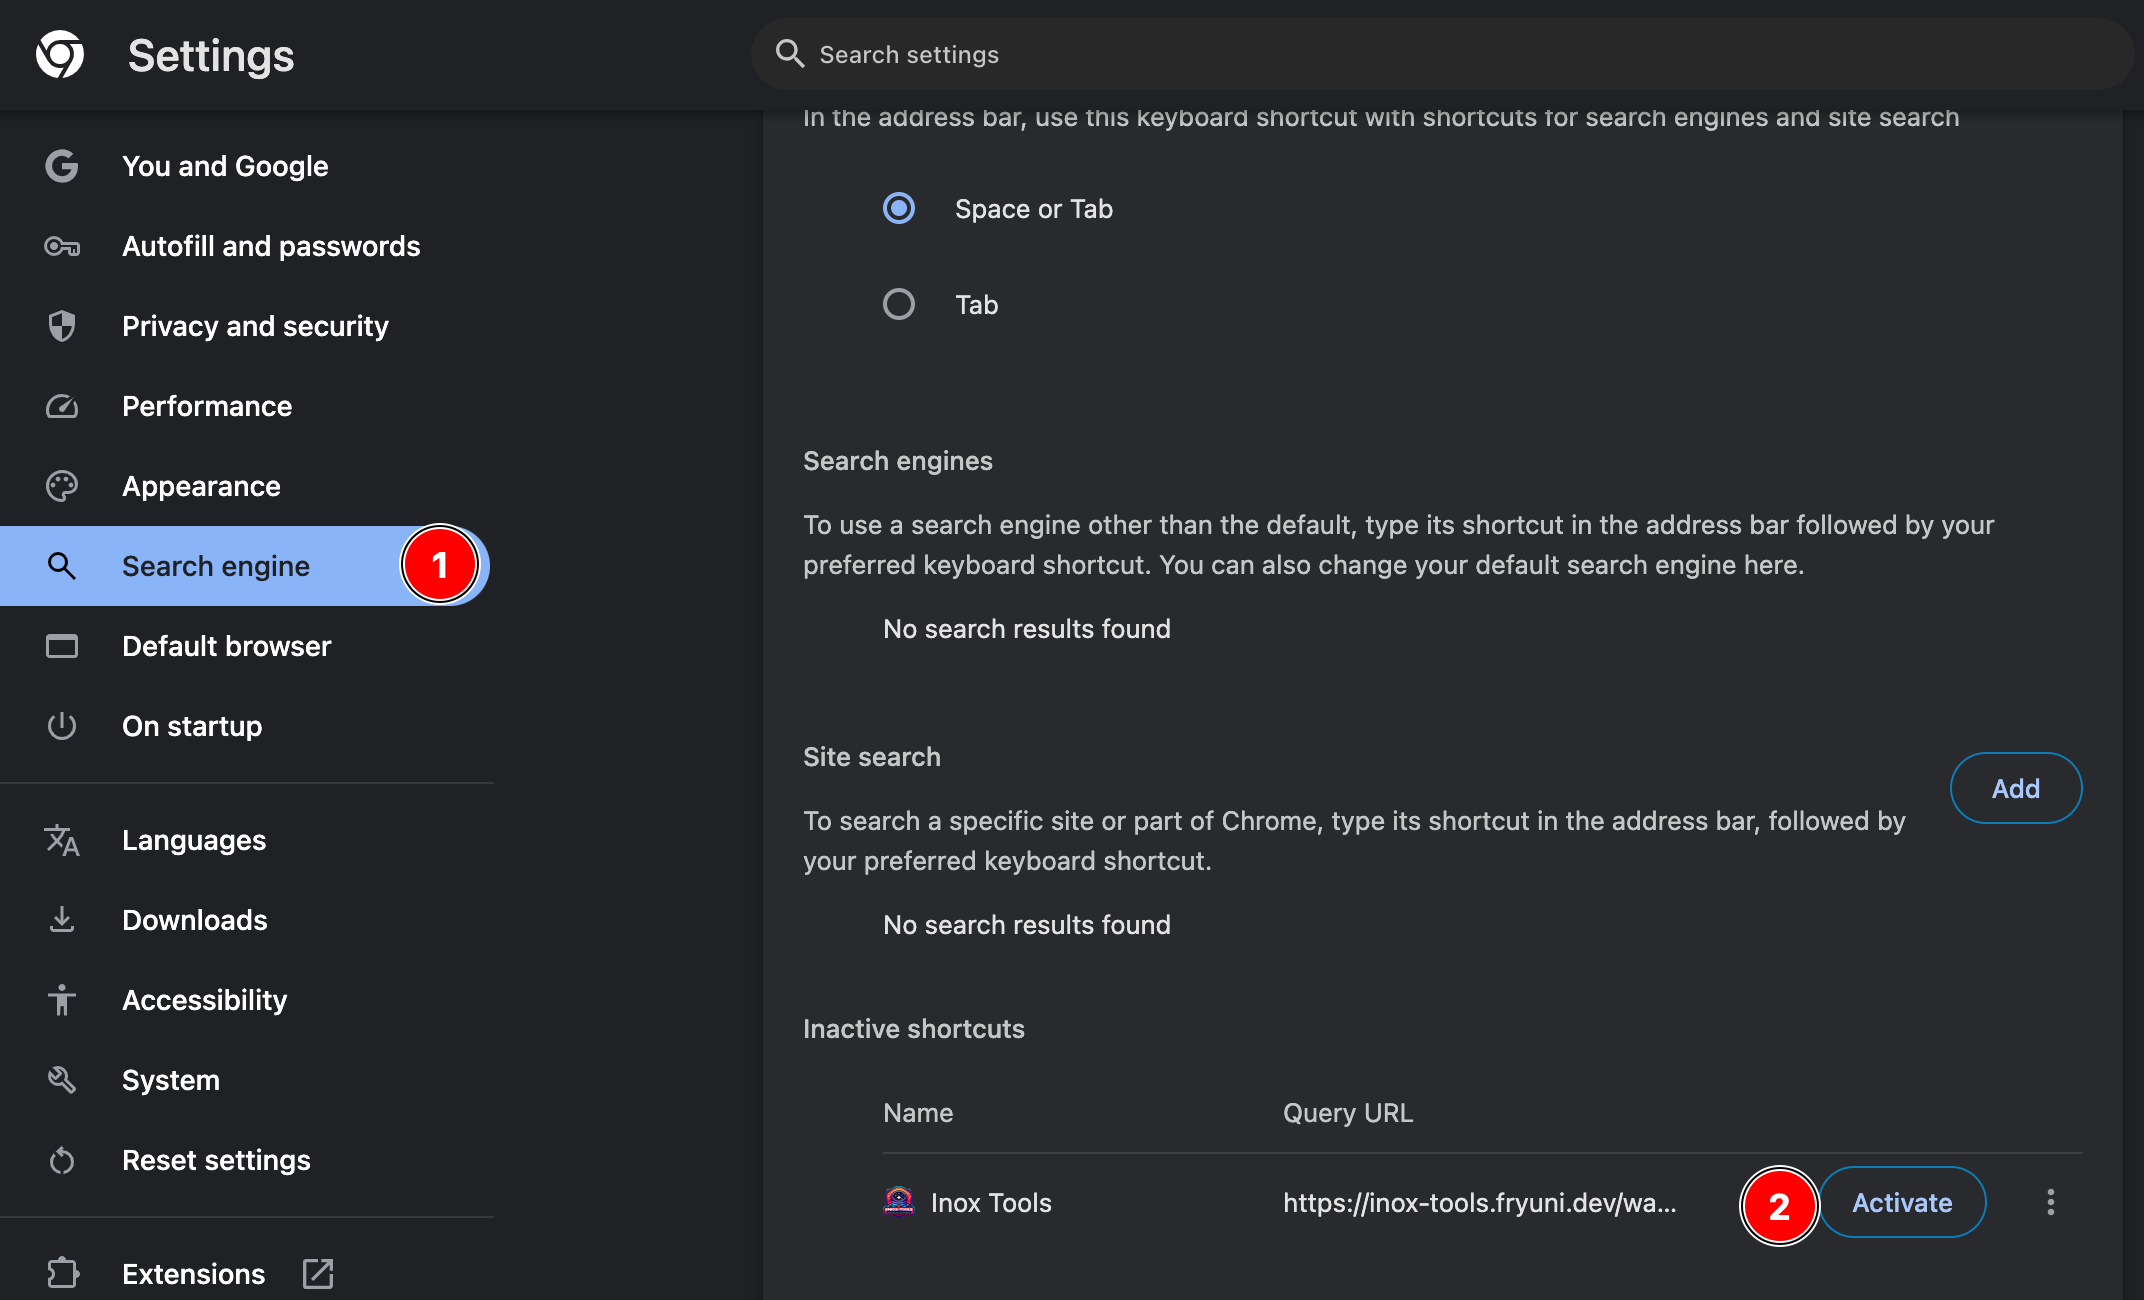 Settings
Search settings
You and Google
Autofill and passwords
Privacy and security
Performance
Appearance
Search engine
1
Default browser
On startup
Languages
Downloads
Accessibility
System
Reset settings
Extensions
In the address bar, use this keyboard shortcut with shortcuts for search engines and site search
Space or Tab
Tab
Search engines
To use a search engine other than the default, type its shortcut in the address bar followed by your
preferred keyboard shortcut. You can also change your default search engine here.
No search results found
Site search
Add
To search a specific site or part of Chrome, type its shortcut in the address bar, followed by
your preferred keyboard shortcut.
No search results found
Inactive shortcuts
Name Query URL
Inox Tools https://inox-tools.fryuni.dev/wa... 2 Activate